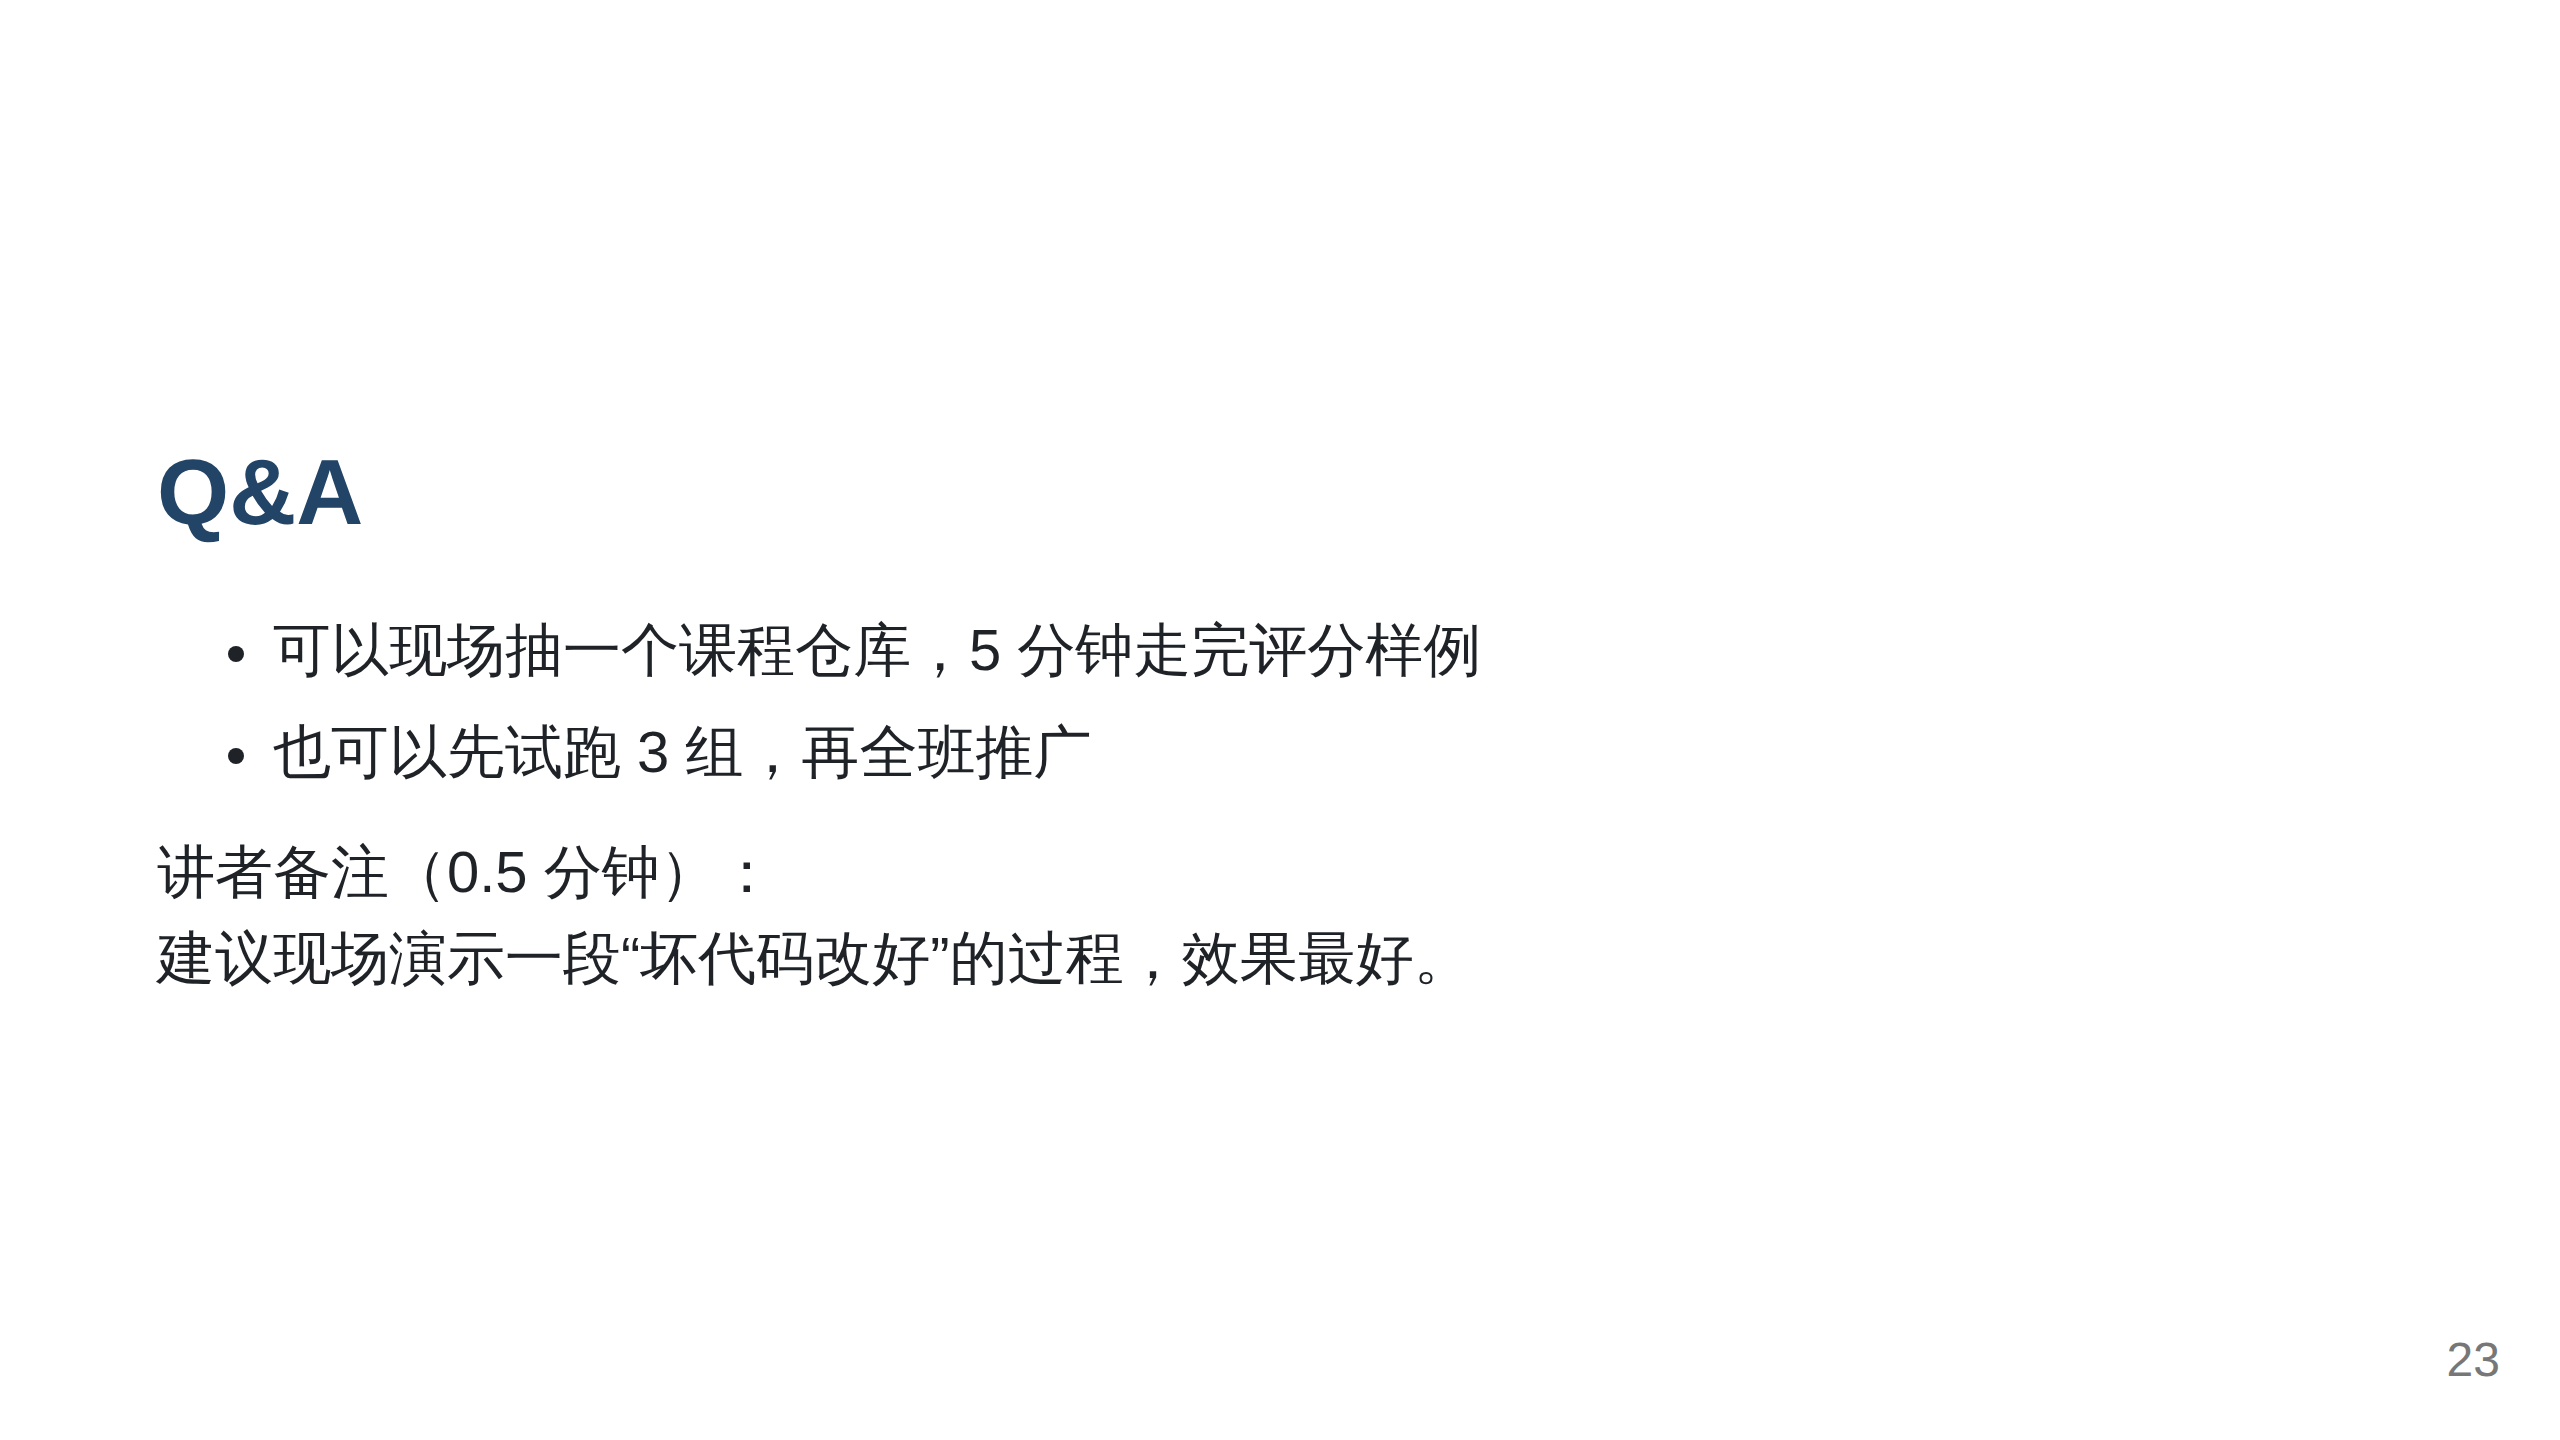 Q&A
• 可以现场抽一个课程仓库，5 分钟走完评分样例
• 也可以先试跑 3 组，再全班推广
讲者备注（0.5 分钟）：
建议现场演示一段“坏代码改好”的过程，效果最好。
23